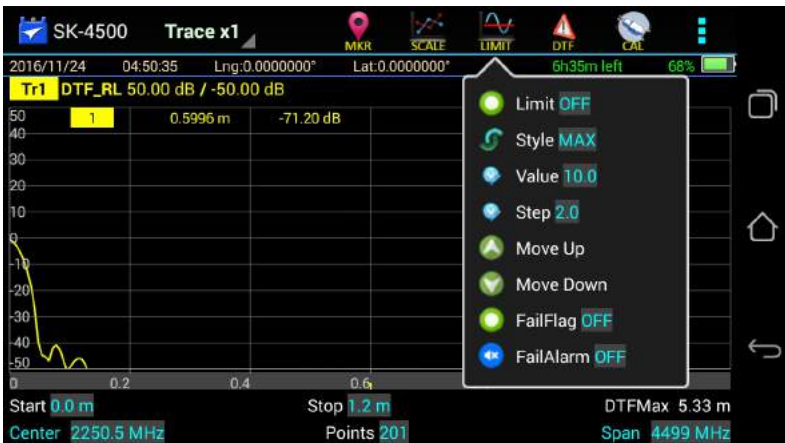 SK-4500 Trace x1 MKR SCALE LIMIT DTF CAL
2016/11/24 04:50:35 Lng:0.0000000° Lat:0.0000000° 6h35m left 68%
Tr1 DTF_RL 50.00 dB / -50.00 dB
50 1 0.5996 m -71.20 dB
40
30
20
10
0
-10
-20
-30
-40
-50
0 0.2 0.4 0.6
Limit OFF
Style MAX
Value 10.0
Step 2.0
Move Up
Move Down
FailFlag OFF
FailAlarm OFF
Start 0.0 m Stop 1.2 m DTFMax 5.33 m
Center 2250.5 MHz Points 201 Span 4499 MHz